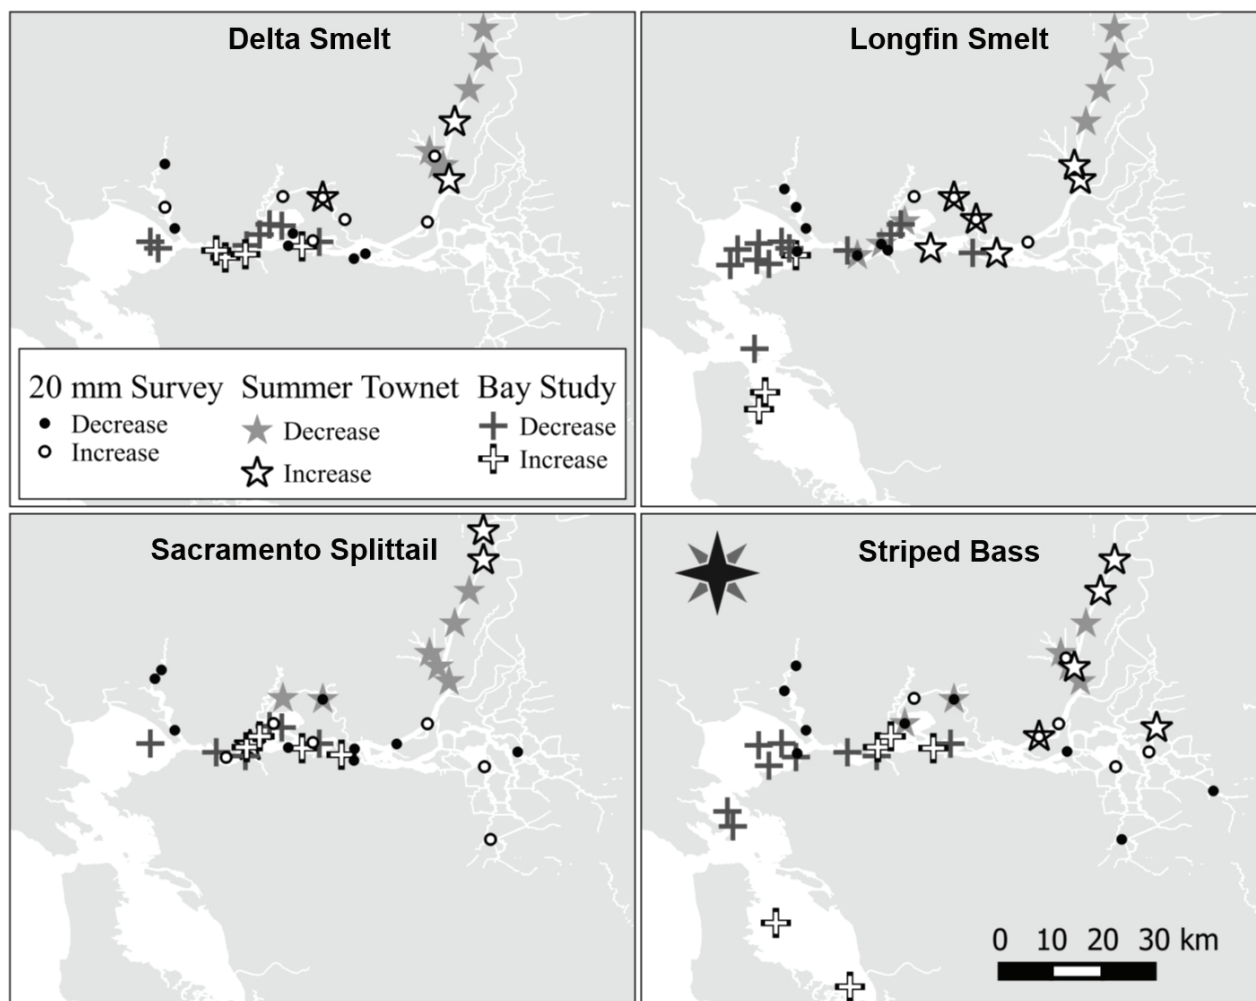 Delta Smelt
Longfin Smelt
20 mm Survey
Decrease
Increase
Summer Townet
Decrease
Increase
Bay Study
Decrease
Increase
Sacramento Splittail
Striped Bass
0 10 20 30 km